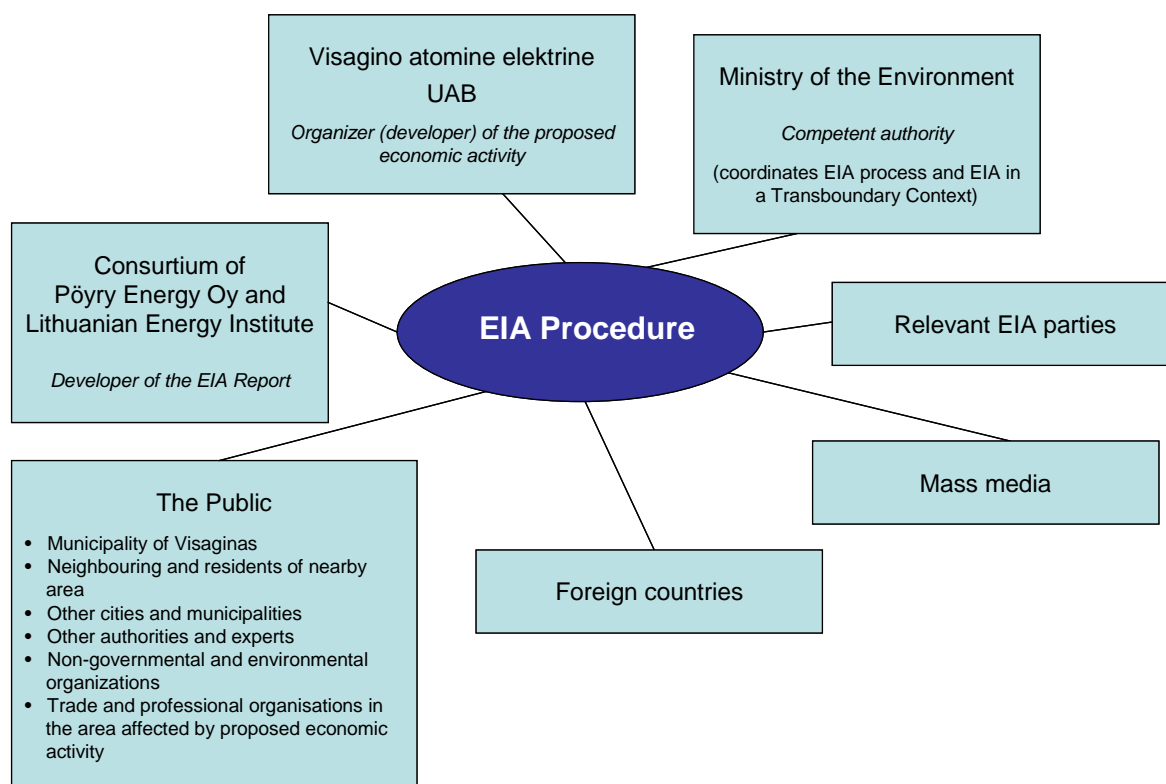 Visagino atomine elektrine
UAB
Organizer (developer) of the proposed
economic activity
Ministry of the Environment
Competent authority
(coordinates EIA process and EIA in
a Transboundary Context)
Consurtium of
Pöyry Energy Oy and
Lithuanian Energy Institute
Developer of the EIA Report
EIA Procedure
Relevant EIA parties
Mass media
Foreign countries
The Public
• Municipality of Visaginas
• Neighbouring and residents of nearby
area
• Other cities and municipalities
• Other authorities and experts
• Non-governmental and environmental
organizations
• Trade and professional organisations in
the area affected by proposed economic
activity